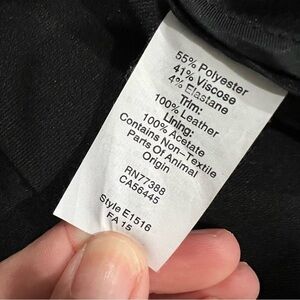 55% Polyester
41% Viscose
4% Elastane
Trim:
100% Leather
Lining:
100% Acetate
Contains Non-Textile
Parts Of Animal
Origin
RN77388
CA56445
Style E1516
FA 15